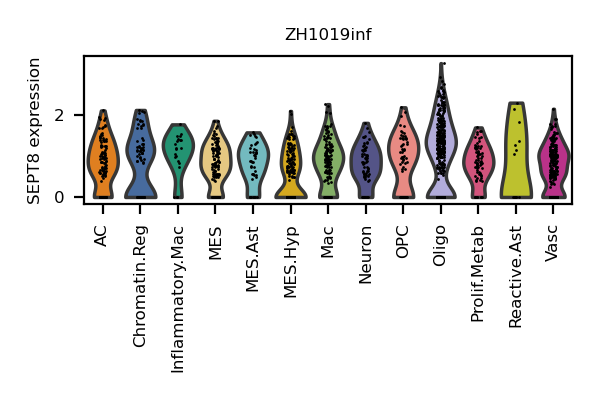 ZH1019inf
SEPT8 expression
2
0
AC
Chromatin.Reg
Inflammatory.Mac
MES
MES.Ast
MES.Hyp
Mac
Neuron
OPC
Oligo
Prolif.Metab
Reactive.Ast
Vasc